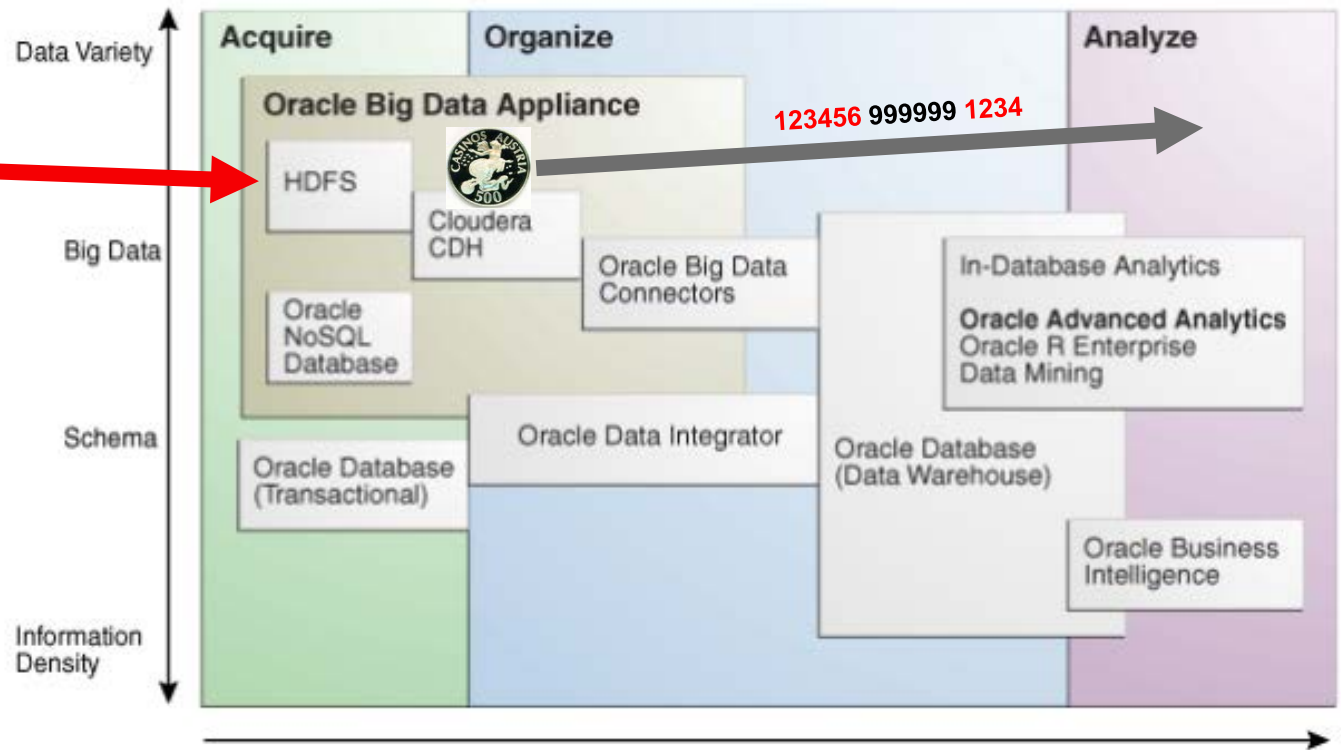 Data Variety
Big Data
Schema
Information
Density
Acquire
Organize
Analyze
Oracle Big Data Appliance
123456 999999 1234
HDFS
CASINOS AUSTRIA
500
Cloudera
CDH
Oracle
NoSQL
Database
Oracle Big Data
Connectors
In-Database Analytics
Oracle Advanced Analytics
Oracle R Enterprise
Data Mining
Oracle Database
(Transactional)
Oracle Data Integrator
Oracle Database
(Data Warehouse)
Oracle Business
Intelligence